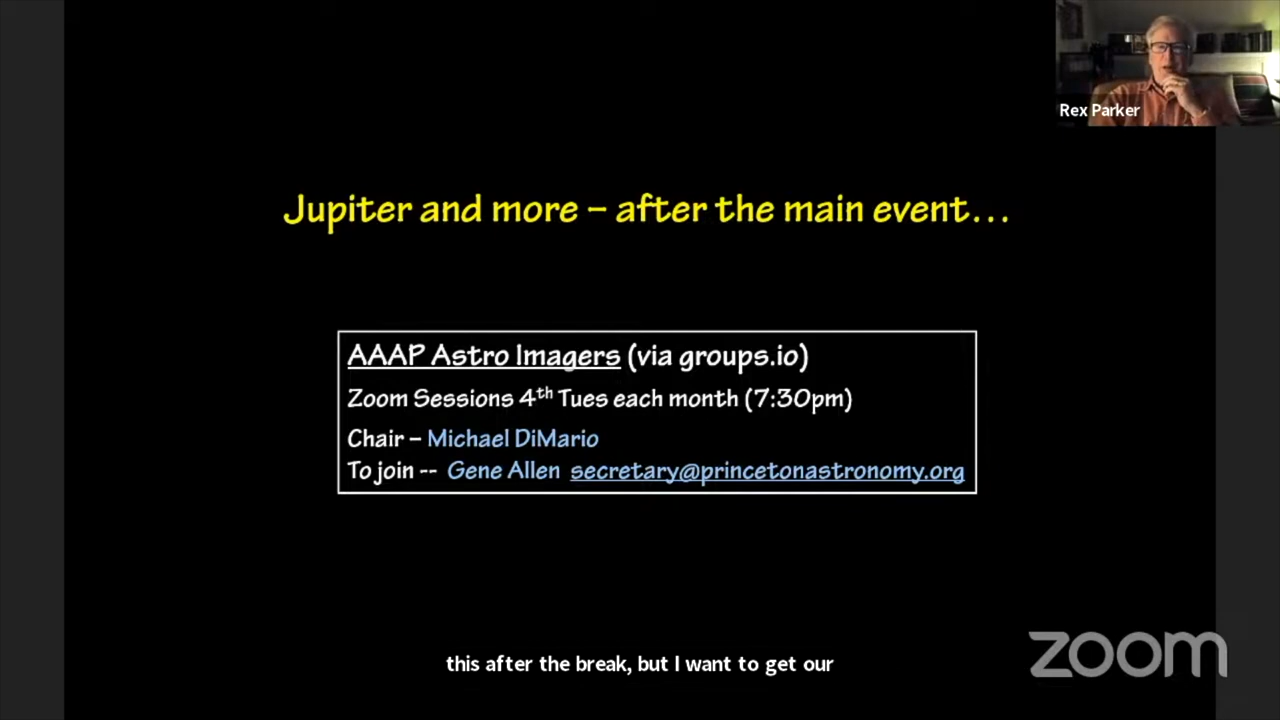 Rex Parker
Jupiter and more – after the main event...
AAAP Astro Imagers (via groups.io)
Zoom Sessions 4th Tues each month (7:30pm)
Chair – Michael DiMario
To join -- Gene Allen secretary@princetonastronomy.org
this after the break, but I want to get our
zoom